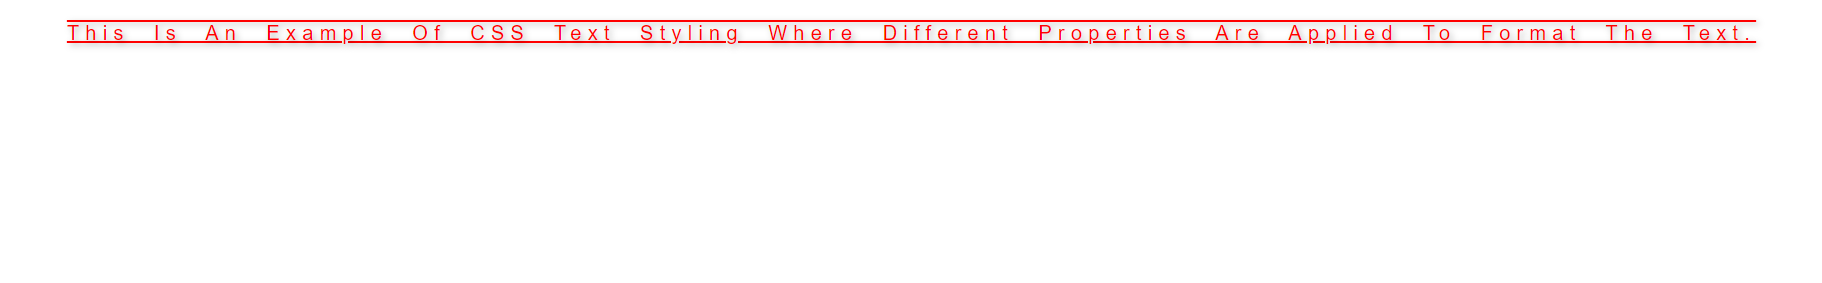 This Is An Example Of CSS Text Styling Where Different Properties Are Applied To Format The Text.